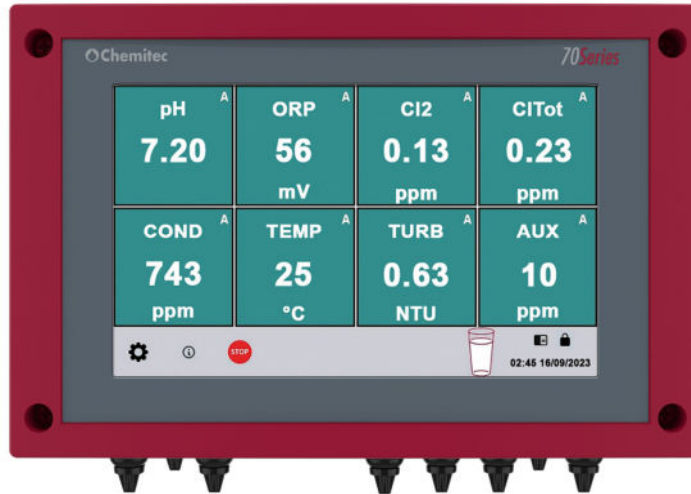 Chemitec
70Series
pH A
7.20
ORP A
56
mV
Cl2 A
0.13
ppm
ClTot A
0.23
ppm
COND A
743
ppm
TEMP A
25
°C
TURB A
0.63
NTU
AUX A
10
ppm
STOP
02:45 16/09/2023